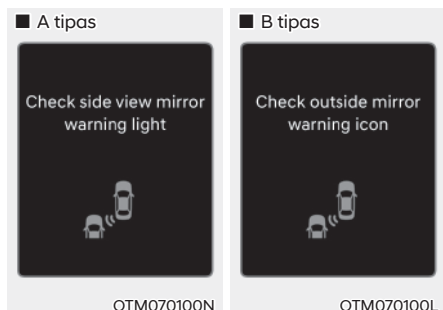 ■ A tipas
Check side view mirror
warning light
OTM070100N
■ B tipas
Check outside mirror
warning icon
OTM070100L